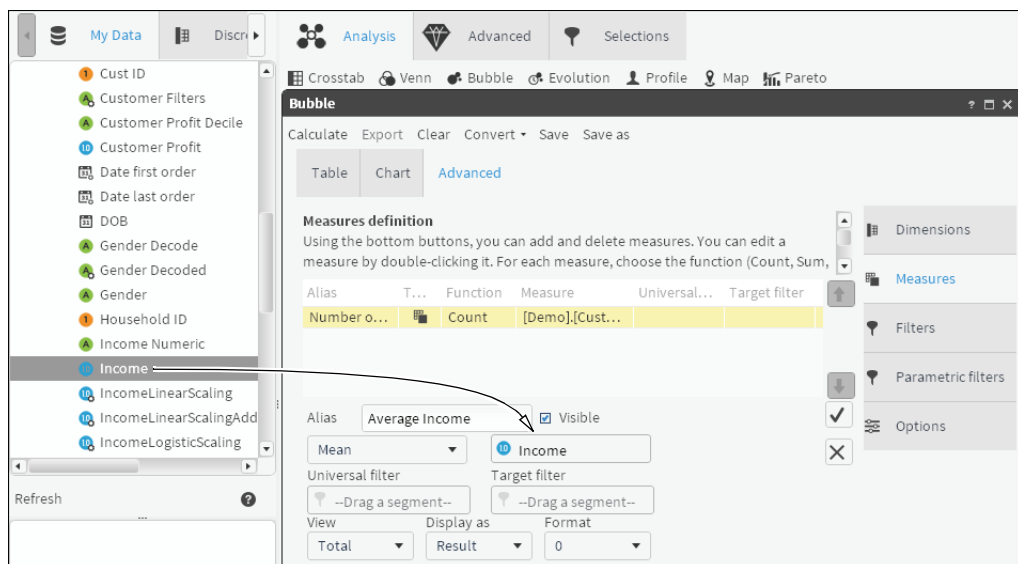 My Data
Discr
Analysis
Advanced
Selections
Cust ID
Customer Filters
Customer Profit Decile
Customer Profit
Date first order
Date last order
DOB
Gender Decode
Gender Decoded
Gender
Household ID
Income Numeric
Income
IncomeLinearScaling
IncomeLinearScalingAdd
IncomeLogisticScaling
Refresh
Crosstab Venn Bubble Evolution Profile Map Pareto
Bubble
Calculate Export Clear Convert Save Save as
Table Chart Advanced
Measures definition
Using the bottom buttons, you can add and delete measures. You can edit a
measure by double-clicking it. For each measure, choose the function (Count, Sum,
Alias T... Function Measure Universal... Target filter
Number o... Count [Demo].[Cust...
Alias Average Income Visible
Mean Income
Universal filter Target filter
--Drag a segment-- --Drag a segment--
View Display as Format
Total Result 0
Dimensions
Measures
Filters
Parametric filters
Options